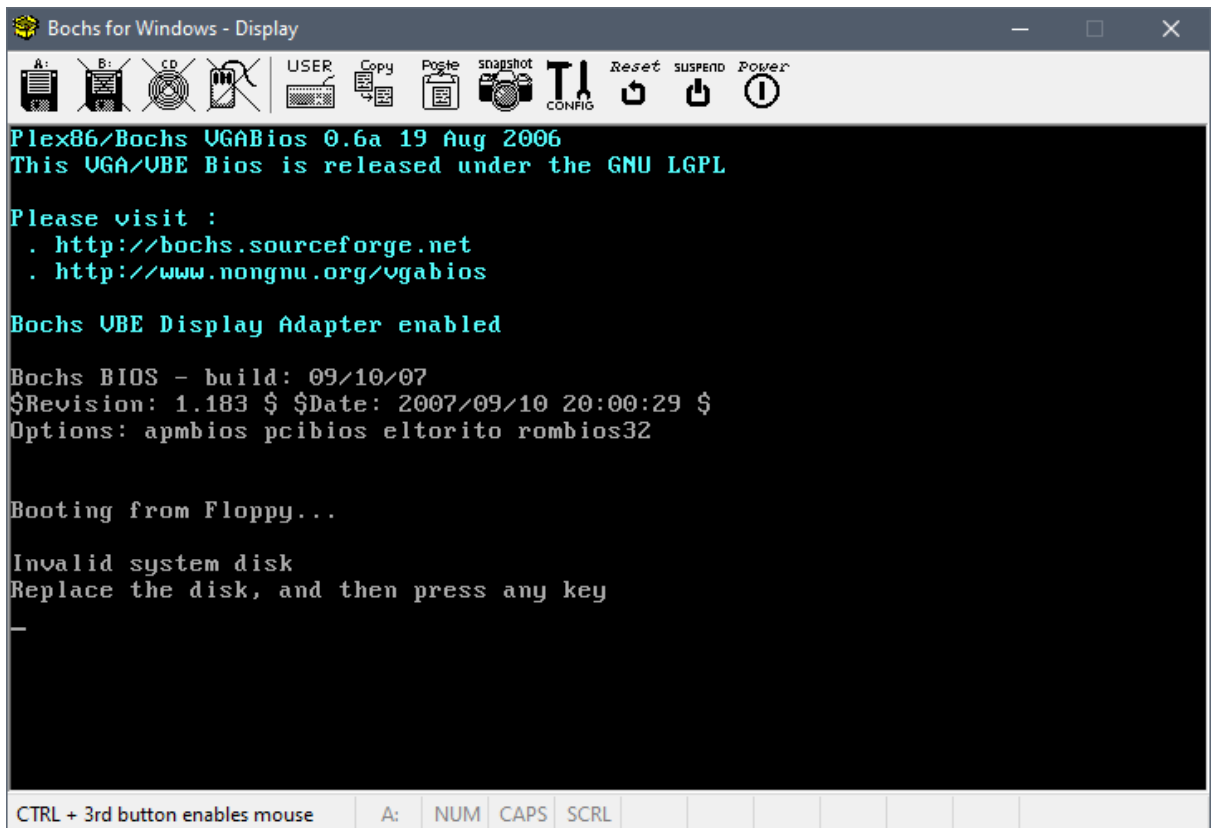 Bochs for Windows - Display
A: B: CD USER Copy Paste snapshot CONFIG Reset SUSPEND Power
Plex86/Bochs VGABios 0.6a 19 Aug 2006
This VGA/VBE Bios is released under the GNU LGPL
Please visit :
. http://bochs.sourceforge.net
. http://www.nongnu.org/vgabios
Bochs VBE Display Adapter enabled
Bochs BIOS - build: 09/10/07
$Revision: 1.183 $ $Date: 2007/09/10 20:00:29 $
Options: apmbios pcibios eltorito rombios32
Booting from Floppy...
Invalid system disk
Replace the disk, and then press any key
_
CTRL + 3rd button enables mouse A: NUM CAPS SCRL